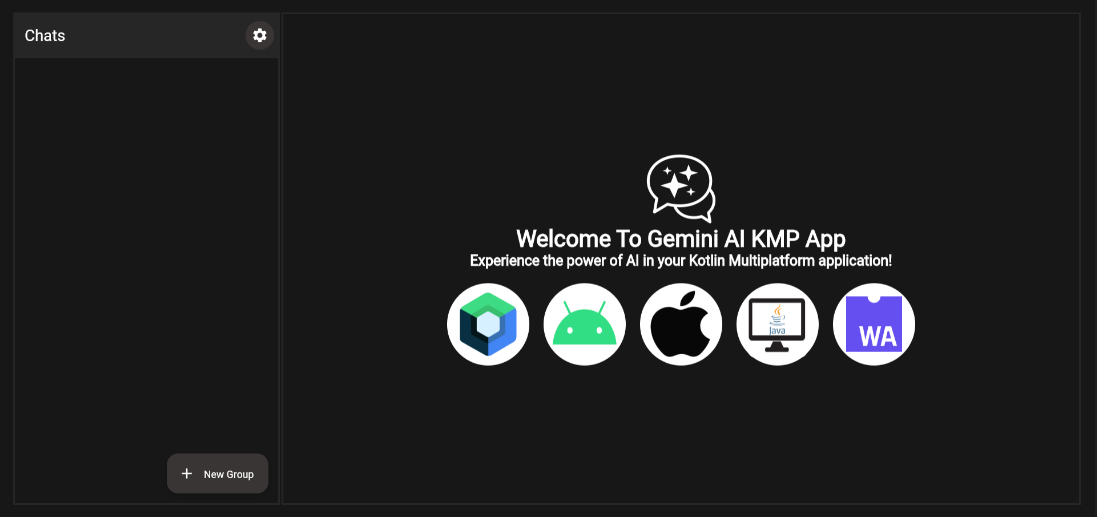 Chats
Welcome To Gemini AI KMP App
Experience the power of AI in your Kotlin Multiplatform application!
Java
WA
New Group